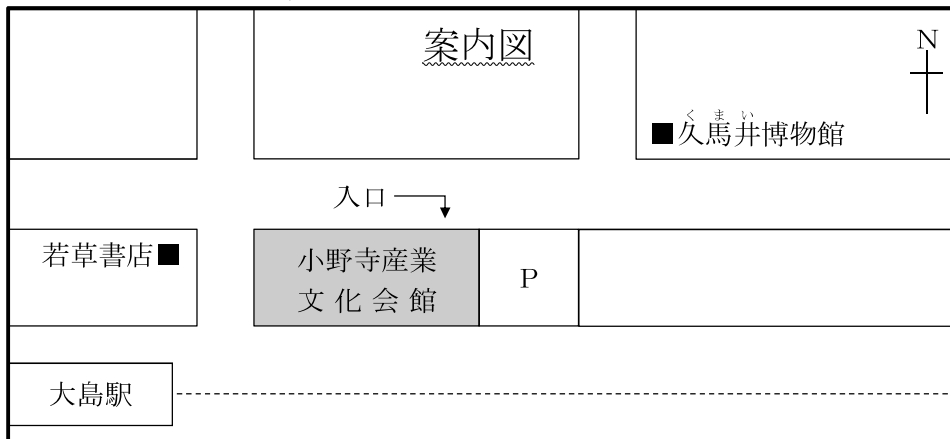 案内図
N
くまい
■久馬井博物館
入口
若草書店■
小野寺産業
文化会館
P
大島駅